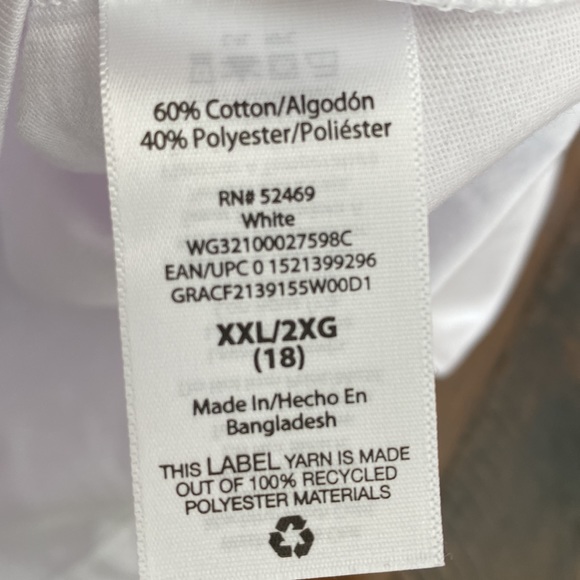 60% Cotton/Algodón
40% Polyester/Poliéster
RN# 52469
White
WG32100027598C
EAN/UPC 0 1521399296
GRACF2139155W00D1
XXL/2XG
(18)
Made In/Hecho En
Bangladesh
THIS LABEL YARN IS MADE
OUT OF 100% RECYCLED
POLYESTER MATERIALS